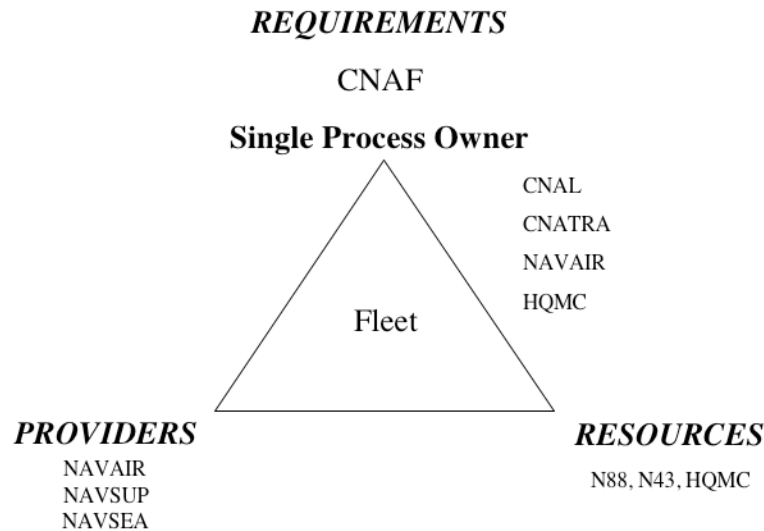 REQUIREMENTS
CNAF
Single Process Owner
CNAL
CNATRA
NAVAIR
HQMC
Fleet
PROVIDERS
NAVAIR
NAVSUP
NAVSEA
RESOURCES
N88, N43, HQMC